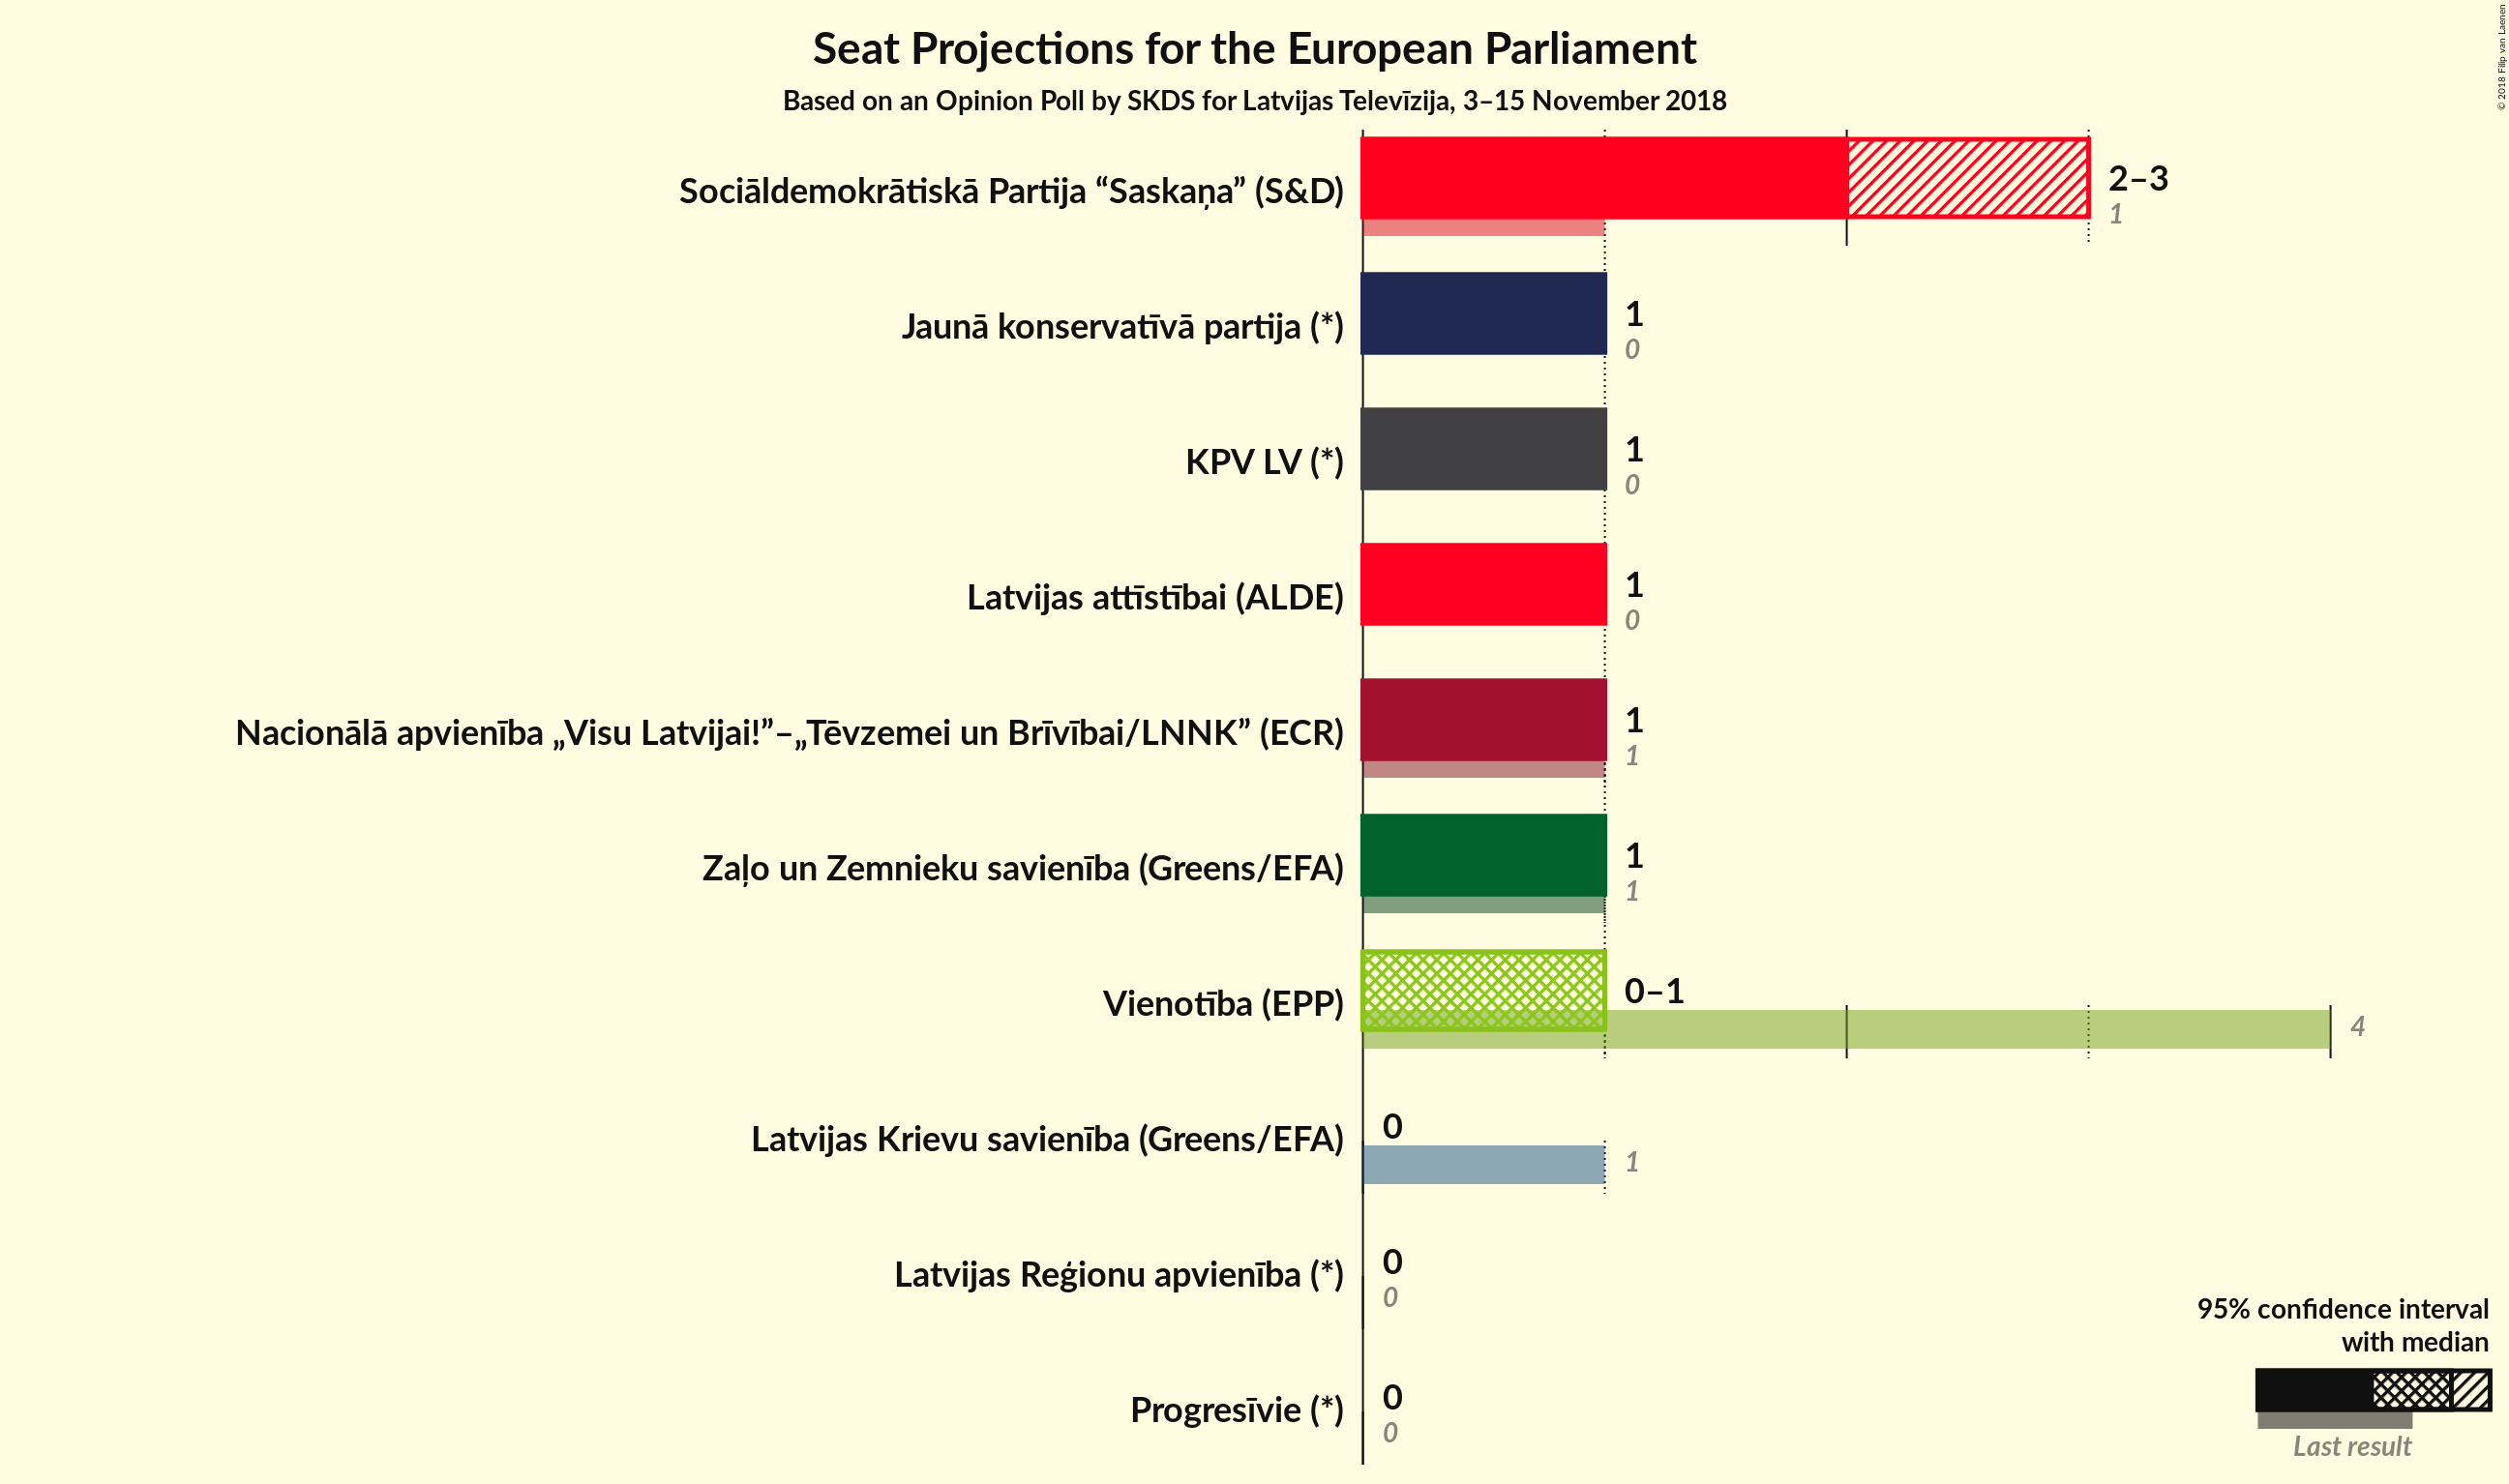 Seat Projections for the European Parliament
Based on an Opinion Poll by SKDS for Latvijas Televīzija, 3–15 November 2018
© 2018 Filip van Laenen
Sociāldemokrātiskā Partija “Saskaņa” (S&D)
2–3
1
Jaunā konservatīvā partija (*)
1
0
KPV LV (*)
1
0
Latvijas attīstībai (ALDE)
1
0
Nacionālā apvienība „Visu Latvijai!”–„Tēvzemei un Brīvībai/LNNK” (ECR)
1
1
Zaļo un Zemnieku savienība (Greens/EFA)
1
1
Vienotība (EPP)
0–1
4
Latvijas Krievu savienība (Greens/EFA)
0
1
Latvijas Reģionu apvienība (*)
0
0
Progresīvie (*)
0
0
95% confidence interval
with median
Last result